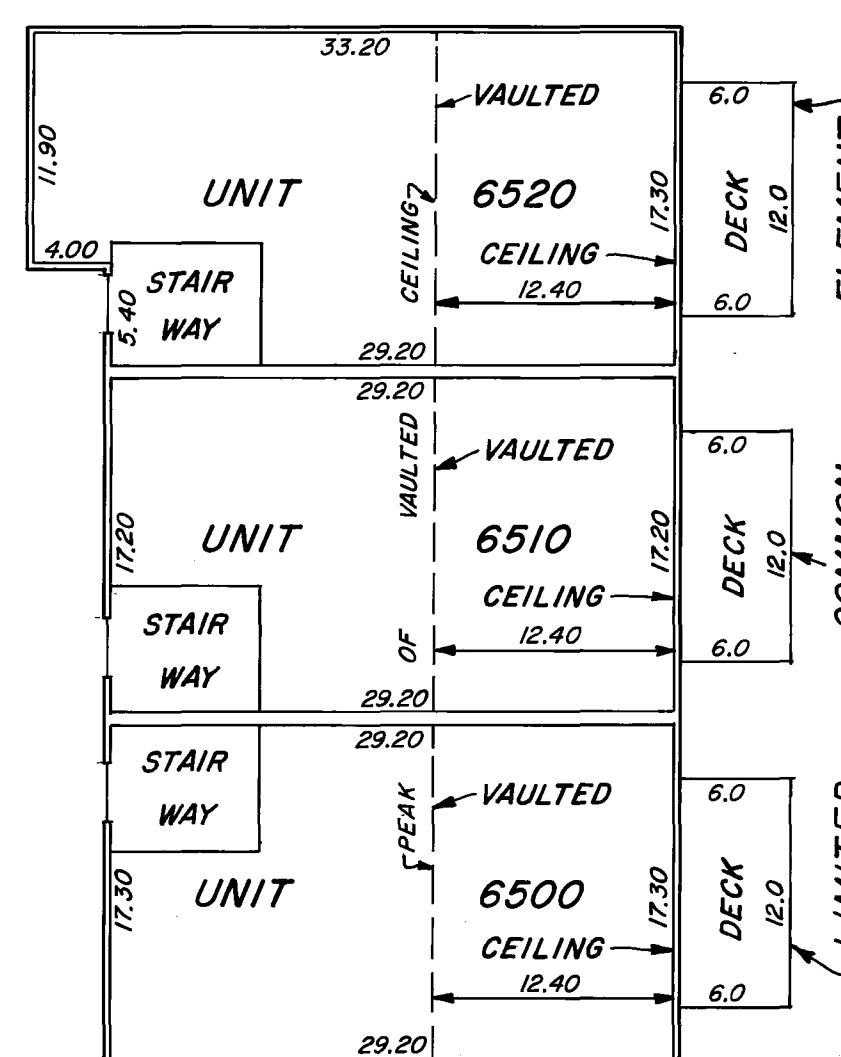 33.20
VAULTED
6.0
11.90
UNIT
6520
CEILING
17.30
DECK
12.0
ELEMENT
4.00
STAIR
WAY
5.40
CEILING
12.40
6.0
29.20
29.20
VAULTED
VAULTED
6.0
17.20
UNIT
6510
17.20
DECK
12.0
COMMON
CEILING
STAIR
WAY
OF
12.40
6.0
29.20
29.20
STAIR
WAY
PEAK
VAULTED
6.0
17.30
UNIT
6500
17.30
DECK
12.0
LIMITED
CEILING
12.40
6.0
29.20